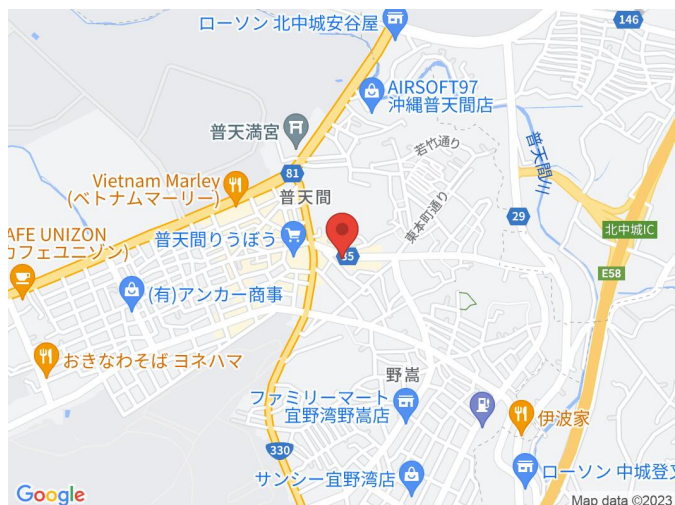 ローソン 北中城安谷屋
146
AIRSOFT97
沖縄普天間店
普天満宮
若竹通り
普天間川
81
Vietnam Marley
(ベトナムマーリー)
普天間
東本町通り
29
北中城IC
AFE UNIZON
カフェユニゾン)
普天間りうぼう
35
E58
(有)アンカー商事
おきなわそば ヨネハマ
野嵩
ファミリーマート
宜野湾野嵩店
伊波家
330
サンシー宜野湾店
ローソン 中城登又
Google
Map data ©2023